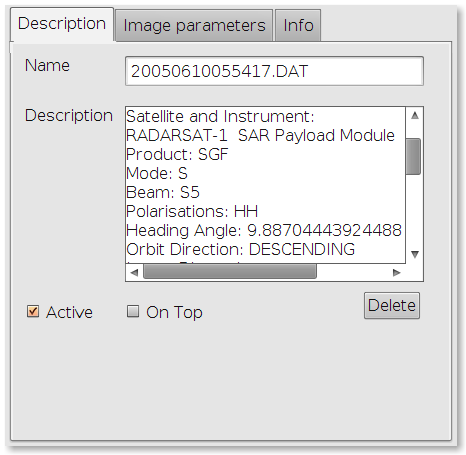 Description Image parameters Info
Name 20050610055417.DAT
Description
Satellite and Instrument:
RADARSAT-1 SAR Payload Module
Product: SGF
Mode: S
Beam: S5
Polarisations: HH
Heading Angle: 9.88704443924488
Orbit Direction: DESCENDING
Active On Top Delete